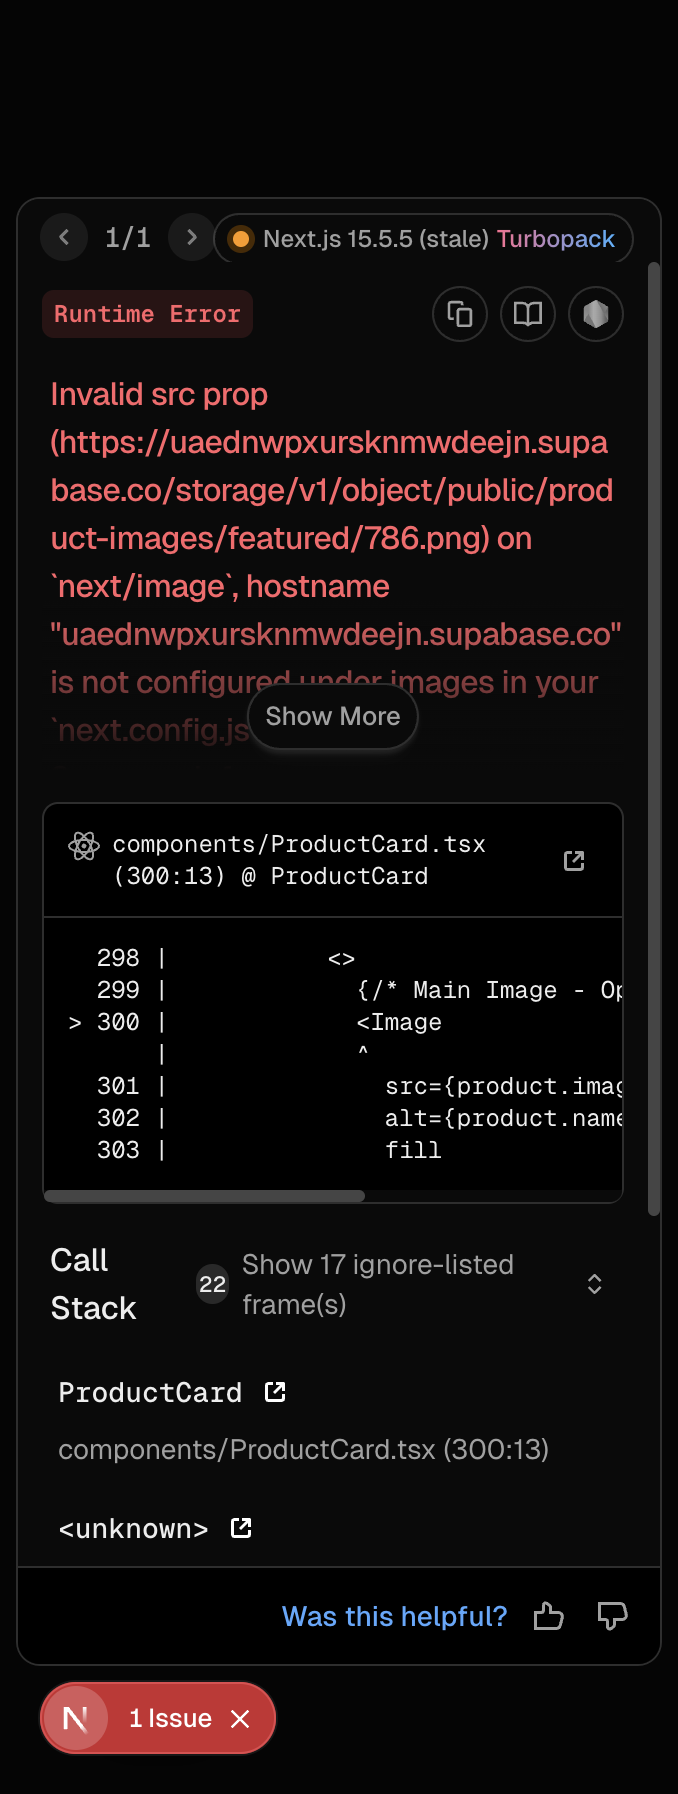 1/1
Next.js 15.5.5 (stale) Turbopack
Runtime Error
Invalid src prop
(https://uaednwpxursknmwdeejn.supa
base.co/storage/v1/object/public/prod
uct-images/featured/786.png) on
`next/image`, hostname
"uaednwpxursknmwdeejn.supabase.co"
is not configured under images in your
`next.config.js
Show More
components/ProductCard.tsx
(300:13) @ ProductCard
298 | <>
299 | {/* Main Image - Op
> 300 | <Image
| ^
301 | src={product.imag
302 | alt={product.name
303 | fill
Call
Stack
22
Show 17 ignore-listed
frame(s)
ProductCard
components/ProductCard.tsx (300:13)
<unknown>
Was this helpful?
N
1 Issue